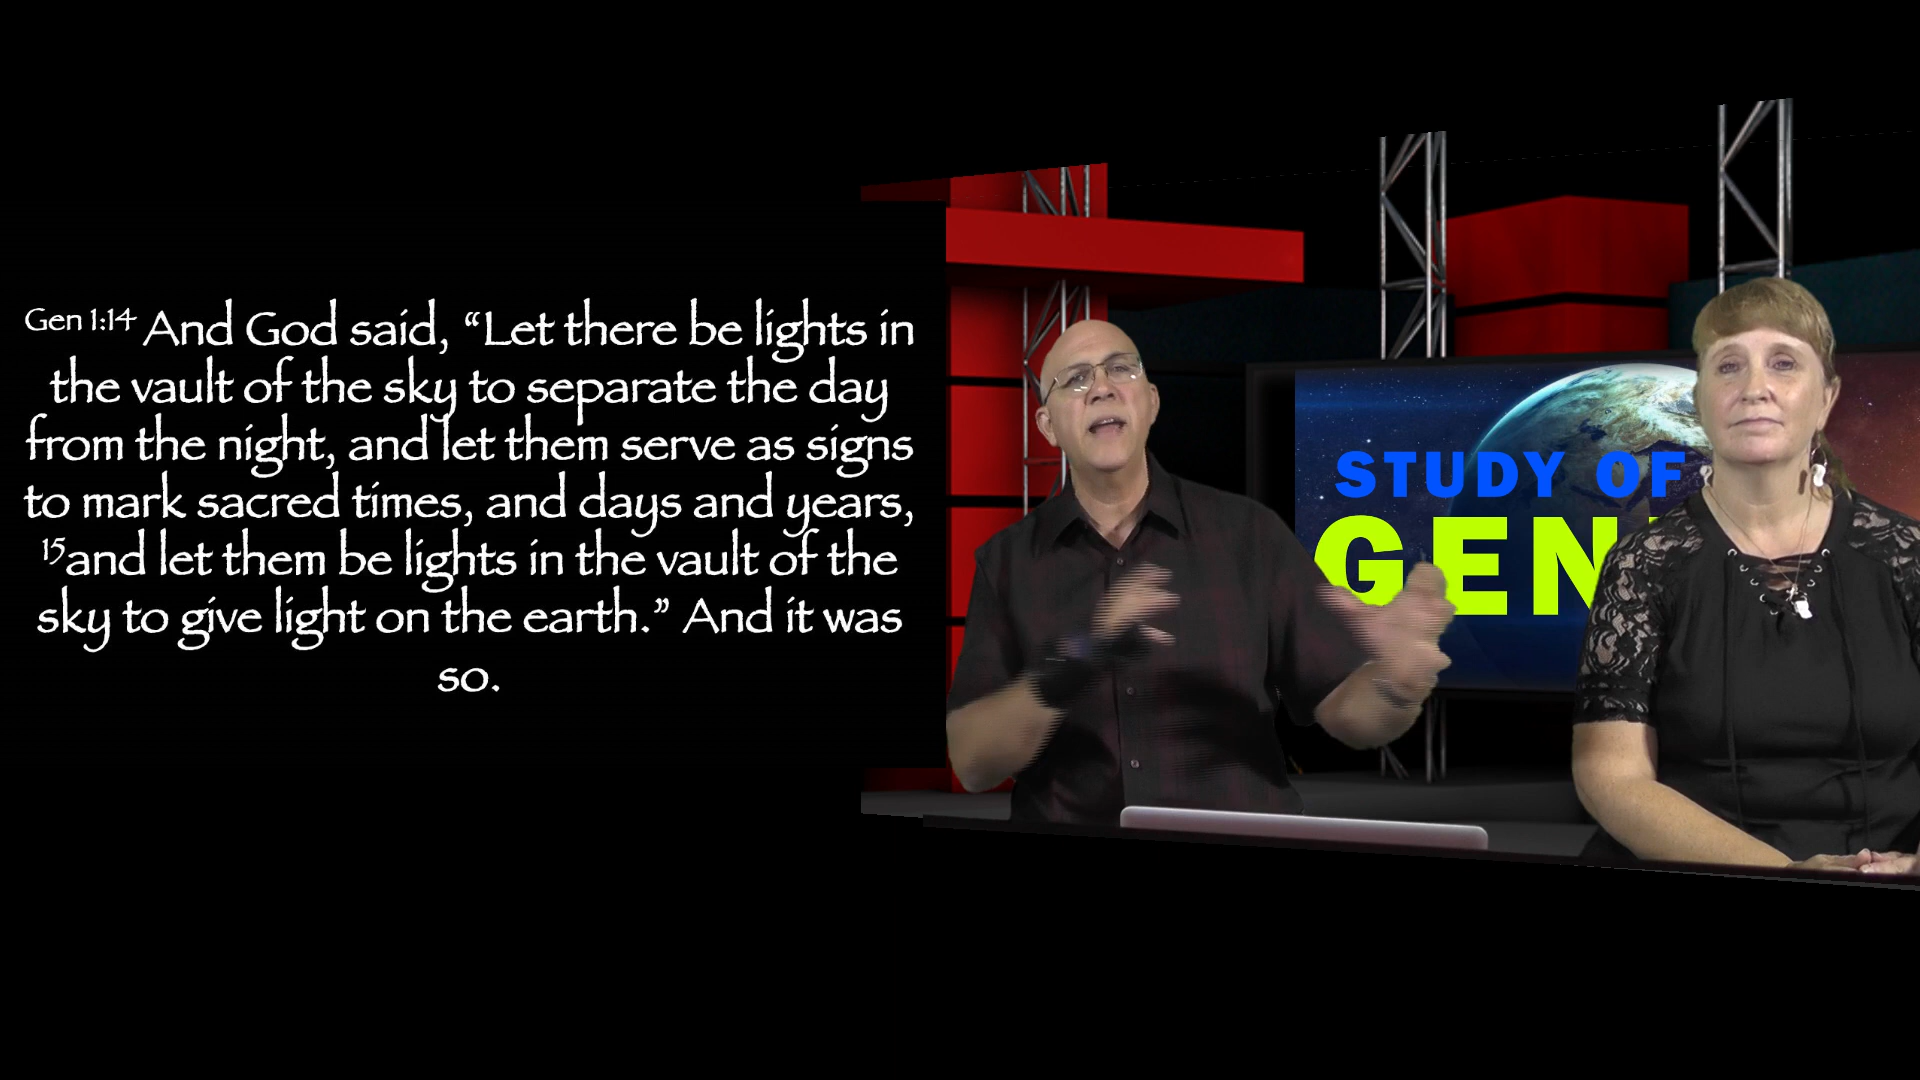 Gen 1:14 And God said, “Let there be lights in
the vault of the sky to separate the day
from the night, and let them serve as signs
to mark sacred times, and days and years,
15and let them be lights in the vault of the
sky to give light on the earth.” And it was
so.
STUDY OF
GEN